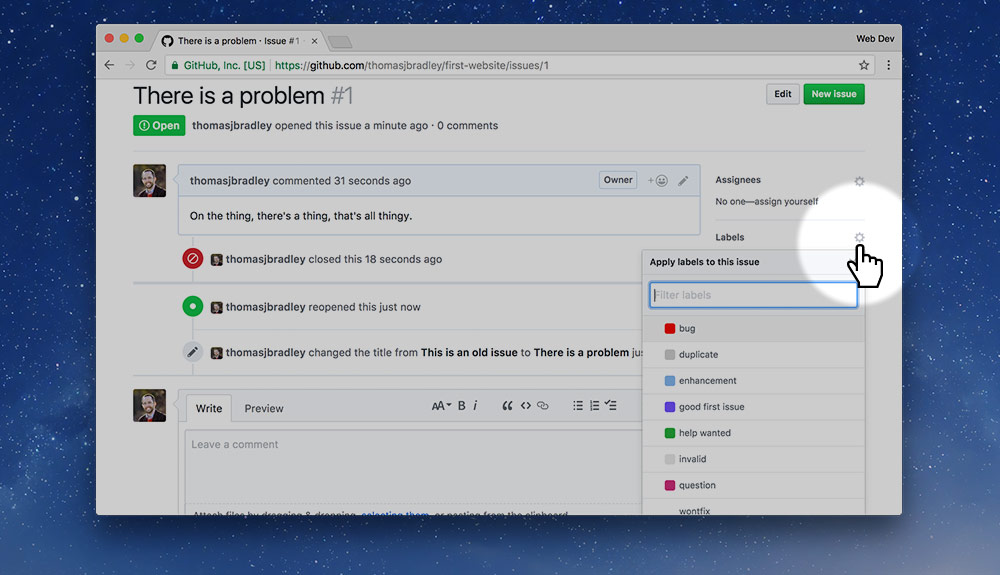 There is a problem · Issue #1
Web Dev
GitHub, Inc. [US] https://github.com/thomasjbradley/first-website/issues/1
There is a problem #1
Edit
New issue
Open
thomasjbradley opened this issue a minute ago · 0 comments
thomasjbradley commented 31 seconds ago
Owner
On the thing, there's a thing, that's all thingy.
Assignees
No one—assign yourself
Labels
thomasjbradley closed this 18 seconds ago
thomasjbradley reopened this just now
thomasjbradley changed the title from This is an old issue to There is a problem
Apply labels to this issue
Filter labels
bug
duplicate
enhancement
good first issue
help wanted
invalid
question
wontfix
Write
Preview
AA B i
Leave a comment
Attach files by dragging & dropping, selecting them, or pasting from the clipboard.